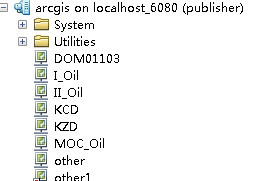 arcgis on localhost_6080 (publisher)
System
Utilities
DOM01103
I_Oil
II_Oil
KCD
KZD
MOC_Oil
other
other1